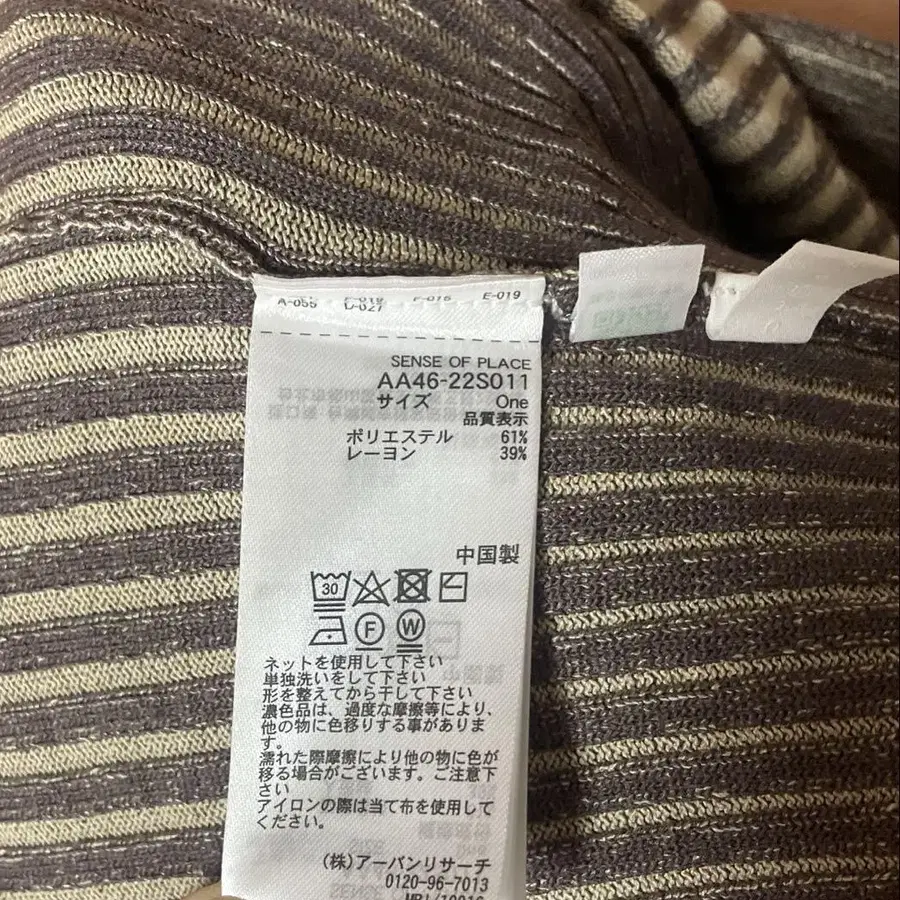 A-055 E-019
D-027
SENSE OF PLACE
AA46-22S011
サイズ One
品質表示
ポリエステル 61%
レーヨン 39%
中国製
30
F W
ネットを使用して下さい
単独洗いをして下さい
形を整えてから干して下さい
濃色品は、過度な摩擦等により、
他の物に色移りする事がありま
す。
濡れた際摩擦により他の物に色が
移る場合がございます。ご注意下
さい
アイロンの際は当て布を使用して
ください。
(株)アーバンリサーチ
0120-96-7013